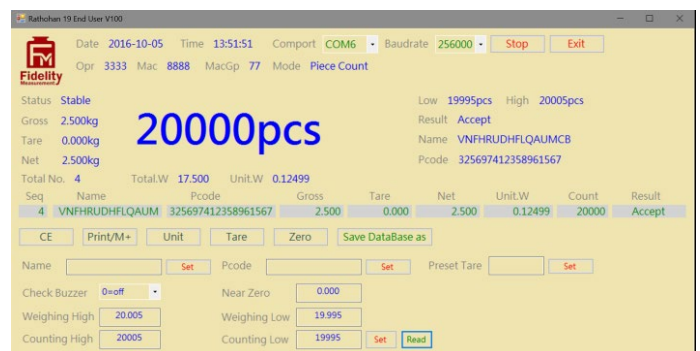 Rathohan 19 End User V100
Date 2016-10-05 Time 13:51:51 Comport COM6 Baudrate 256000 Stop Exit
Opr 3333 Mac 8888 MacGp 77 Mode Piece Count
Fidelity
Measurement
Status Stable
Low 19995pcs High 20005pcs
Gross 2.500kg
Result Accept
20000pcs
Tare 0.000kg
Name VNFHRUDHFLQAUMCB
Net 2.500kg
Pcode 325697412358961567
Total No. 4 Total.W 17.500 Unit.W 0.12499
Seq Name Pcode Gross Tare Net Unit.W Count Result
4 VNFHRUDHFLQAUM 325697412358961567 2.500 0.000 2.500 0.12499 20000 Accept
CE Print/M+ Unit Tare Zero Save DataBase as
Name Set Pcode Set Preset Tare Set
Check Buzzer 0=off Near Zero 0.000
Weighing High 20.005 Weighing Low 19.995
Counting High 20005 Counting Low 19995 Set Read